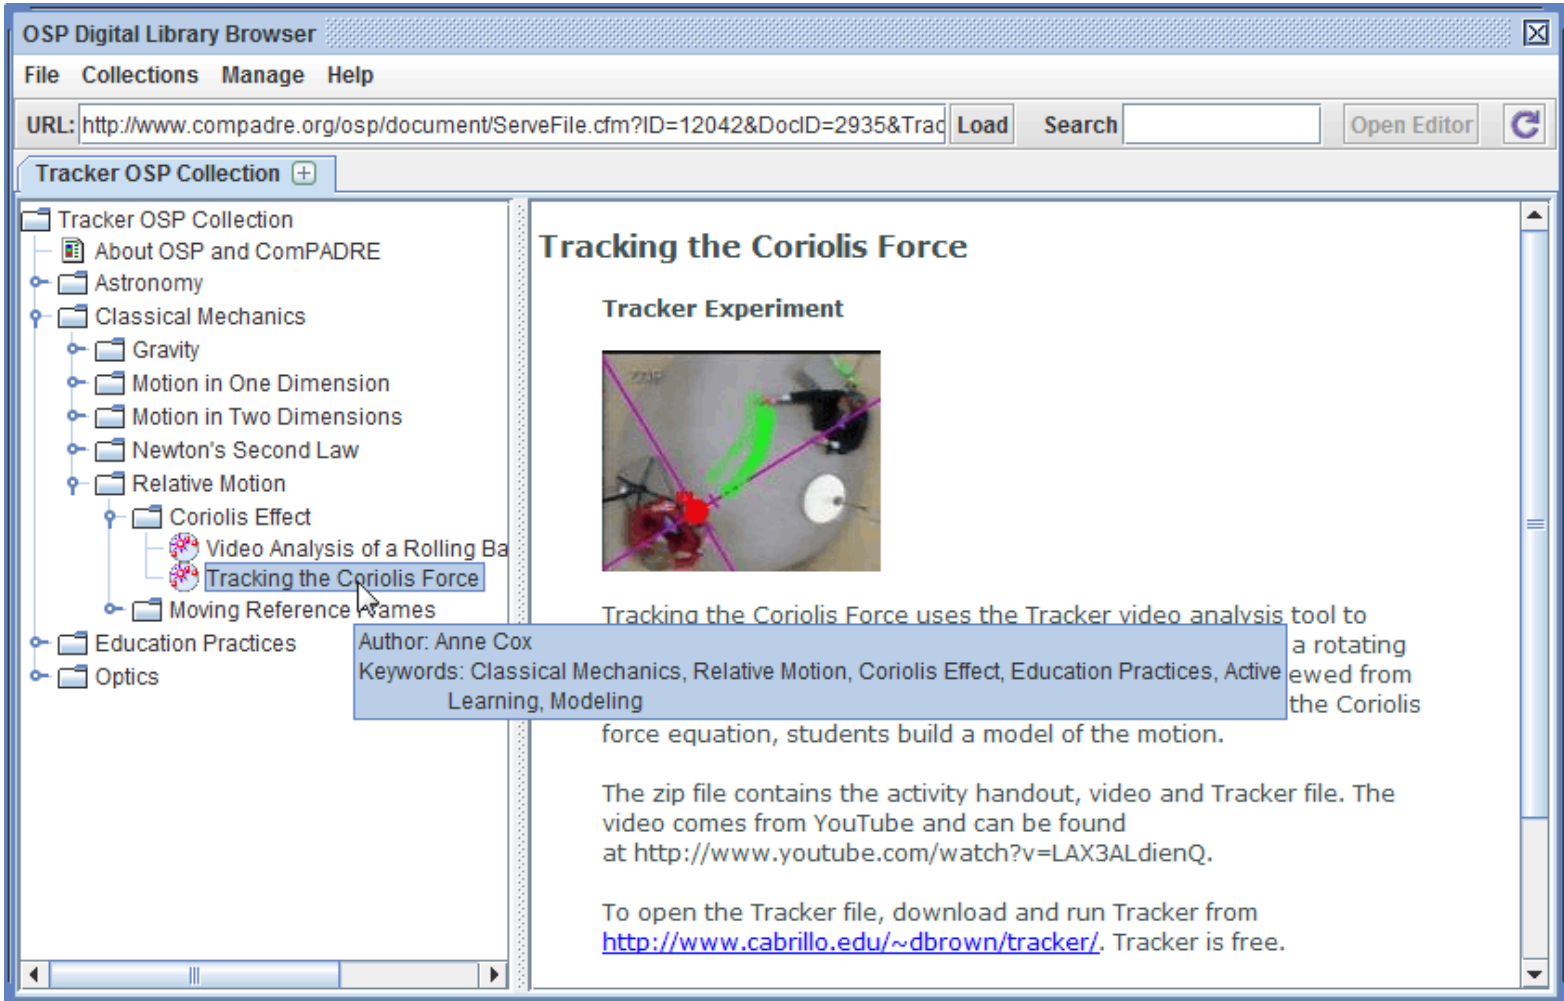 OSP Digital Library Browser
File Collections Manage Help
URL: http://www.compadre.org/osp/document/ServeFile.cfm?ID=12042&DocID=2935&Trac Load Search Open Editor
Tracker OSP Collection
Tracker OSP Collection
About OSP and ComPADRE
Astronomy
Classical Mechanics
Gravity
Motion in One Dimension
Motion in Two Dimensions
Newton's Second Law
Relative Motion
Coriolis Effect
Video Analysis of a Rolling Ba
Tracking the Coriolis Force
Moving Reference Frames
Education Practices
Optics
Author: Anne Cox
Keywords: Classical Mechanics, Relative Motion, Coriolis Effect, Education Practices, Active
Learning, Modeling
Tracking the Coriolis Force
Tracker Experiment
Tracking the Coriolis Force uses the Tracker video analysis tool to
a rotating
ewed from
the Coriolis
force equation, students build a model of the motion.
The zip file contains the activity handout, video and Tracker file. The
video comes from YouTube and can be found
at http://www.youtube.com/watch?v=LAX3ALdienQ.
To open the Tracker file, download and run Tracker from
http://www.cabrillo.edu/~dbrown/tracker/. Tracker is free.